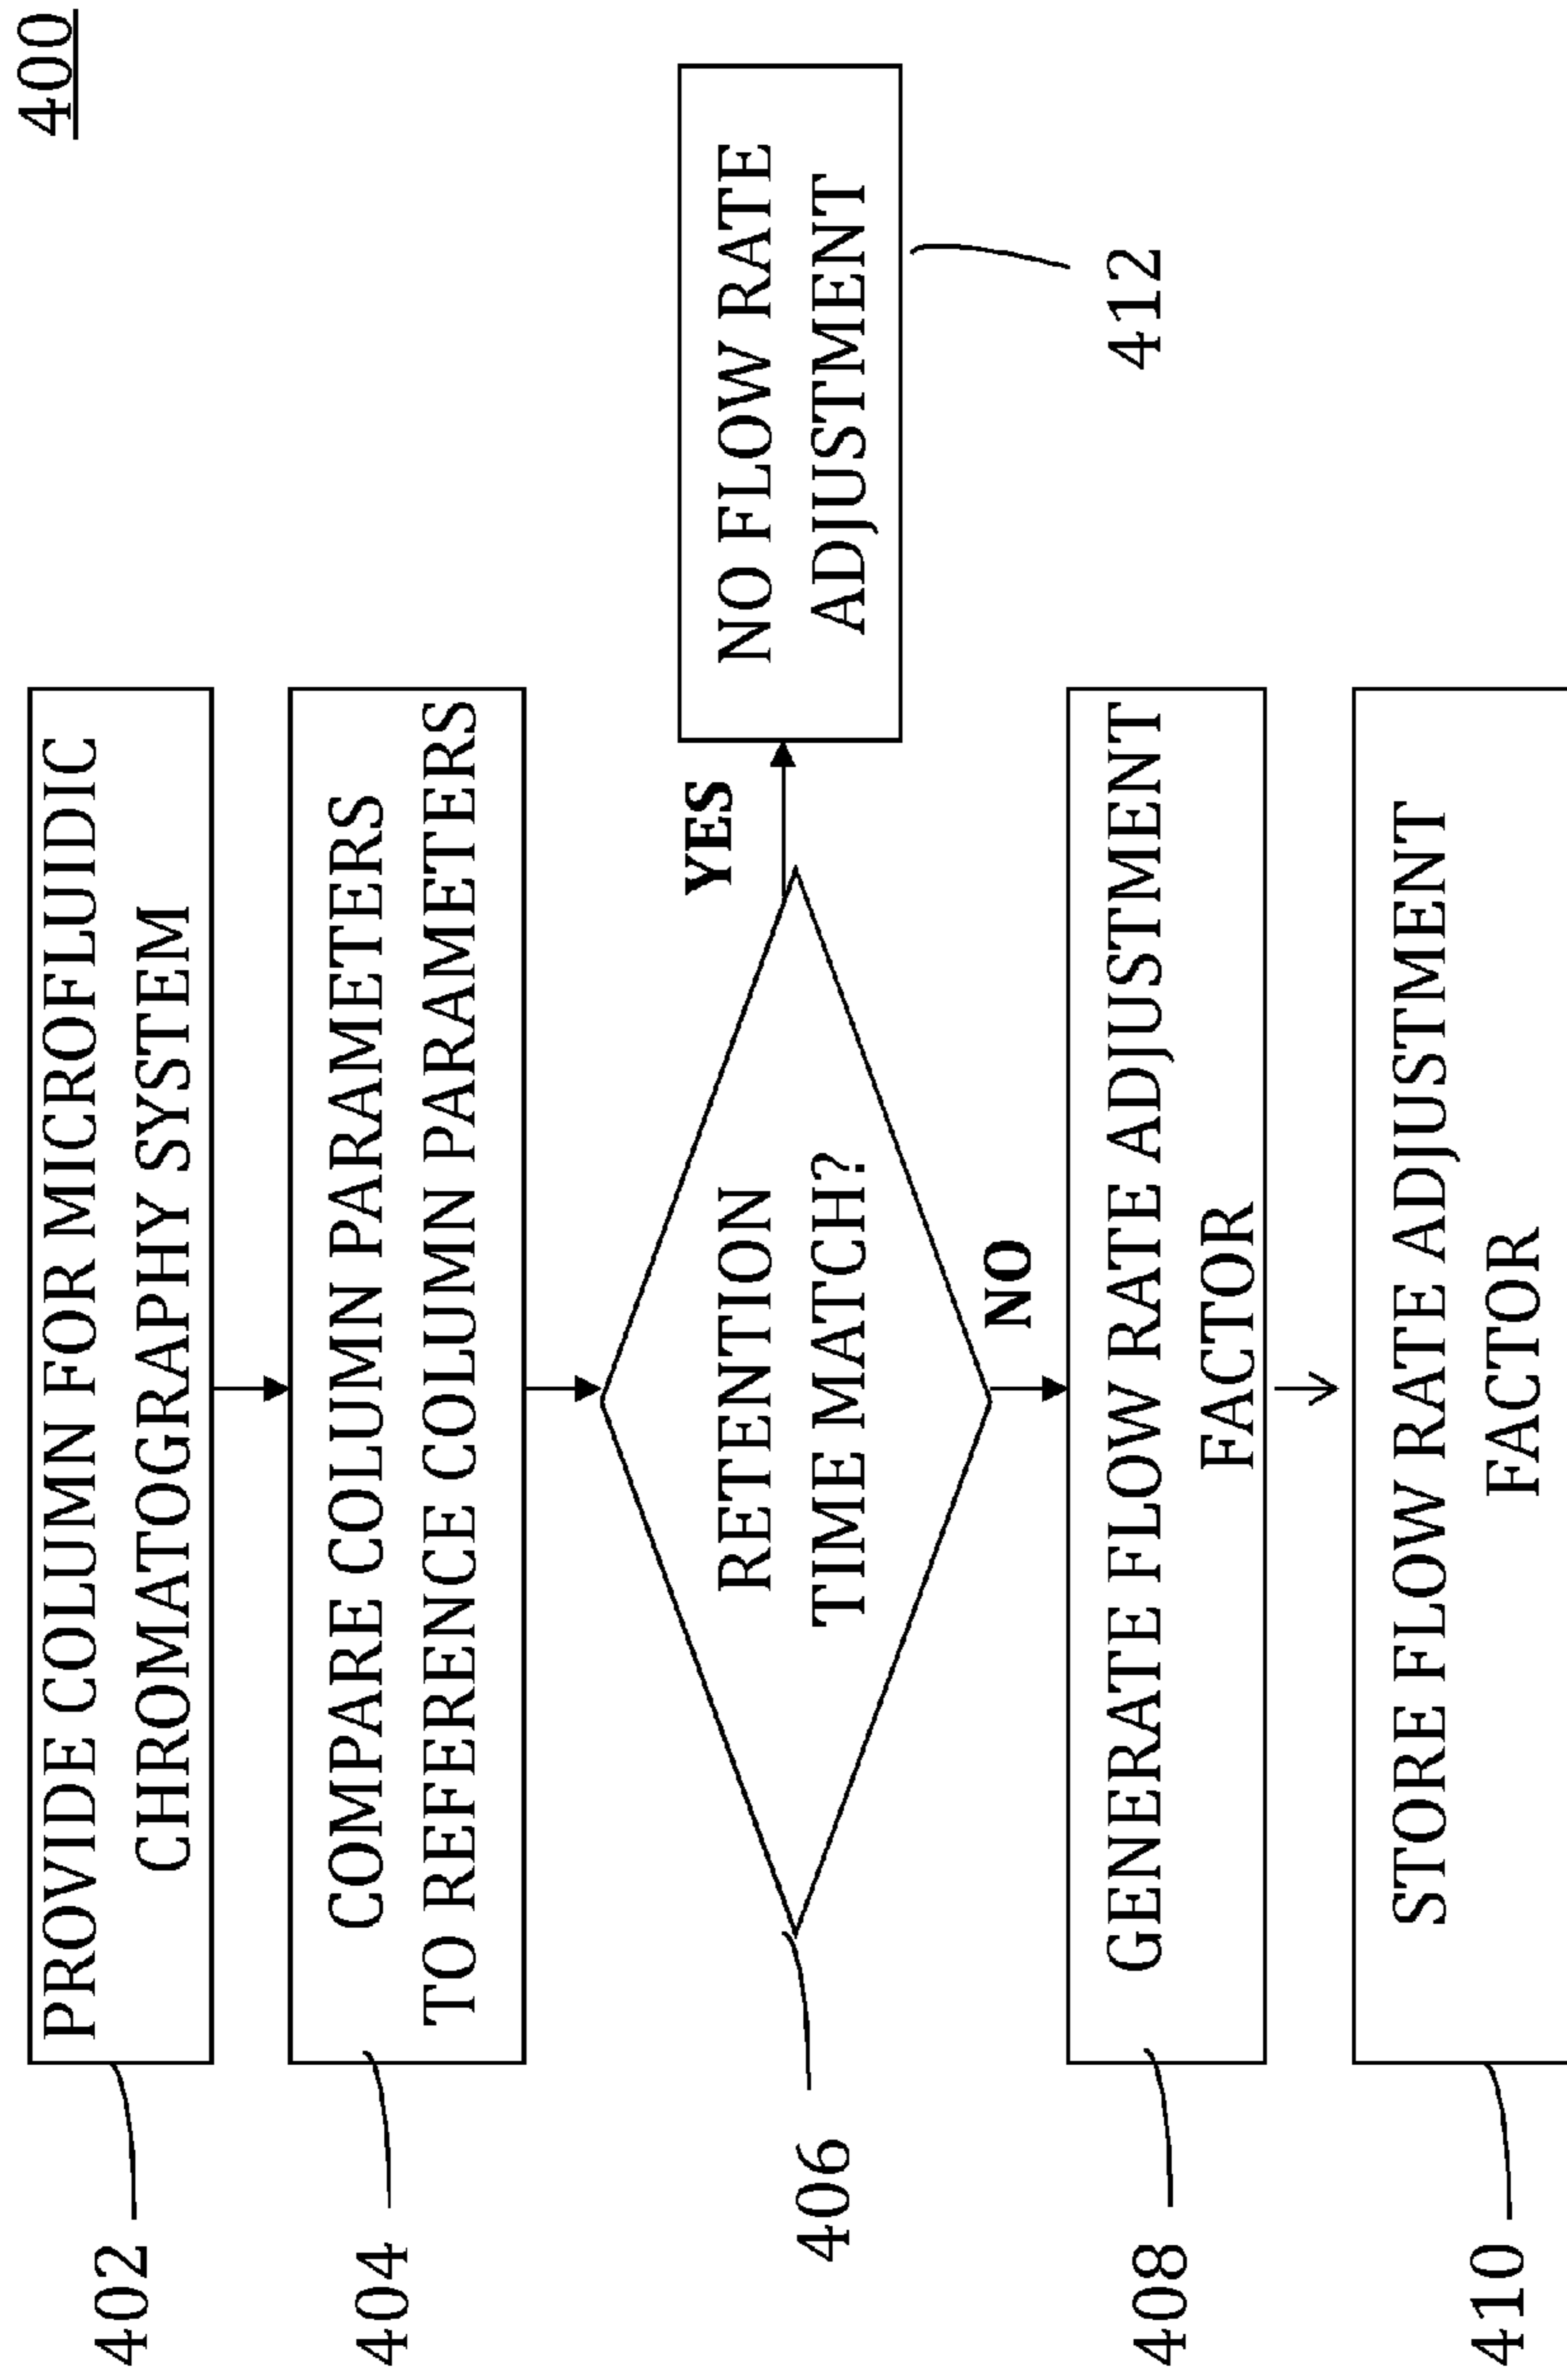 400
402
PROVIDE COLUMN FOR MICROFLUIDIC
CHROMATOGRAPHY SYSTEM
404
COMPARE COLUMN PARAMETERS
TO REFERENCE COLUMN PARAMETERS
406
RETENTION
TIME MATCH?
YES
NO FLOW RATE
ADJUSTMENT
412
NO
408
GENERATE FLOW RATE ADJUSTMENT
FACTOR
410
STORE FLOW RATE ADJUSTMENT
FACTOR